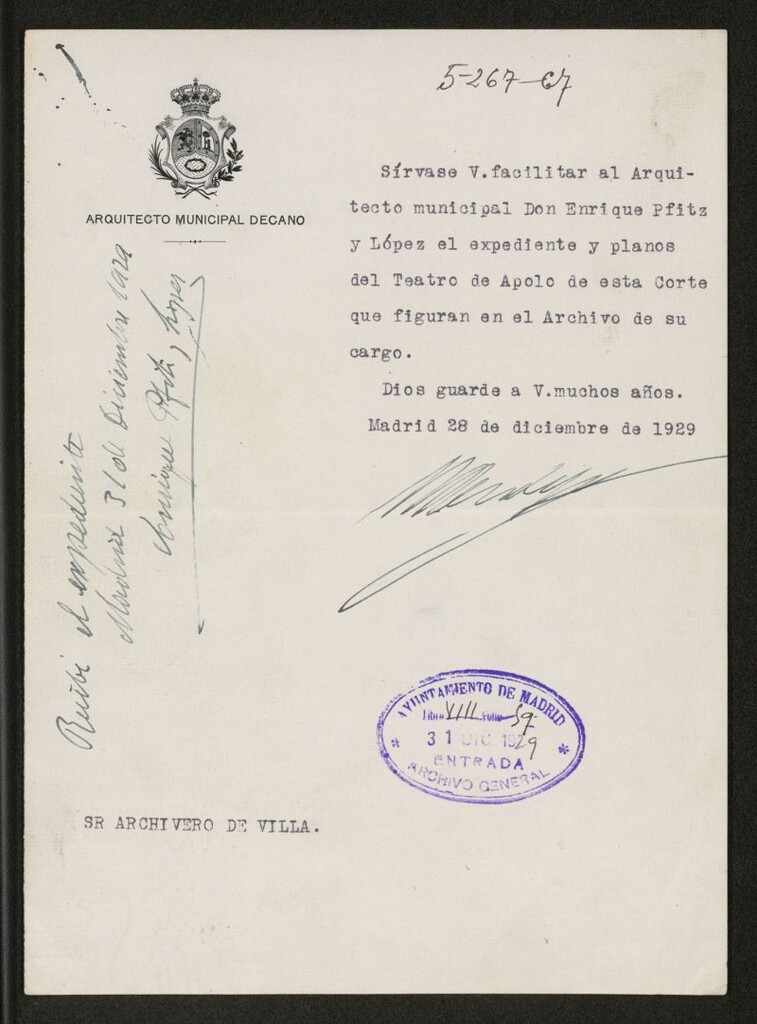 5-267-67
ARQUITECTO MUNICIPAL DECANO
Sírvase V.facilitar al Arqui-
tecto municipal Don Enrique Pfitz
y López el expediente y planos
del Teatro de Apolo de esta Corte
que figuran en el Archivo de su
cargo.
Dios guarde a V.muchos años.
Madrid 28 de diciembre de 1929
Recibí el expediente
Madrid 31 de Diciembre 1929
Enrique Pfitz y López
AYUNTAMIENTO DE MADRID
Libro VIII Folio 59
31 DIC 1929
ENTRADA
ARCHIVO GENERAL
SR ARCHIVERO DE VILLA.